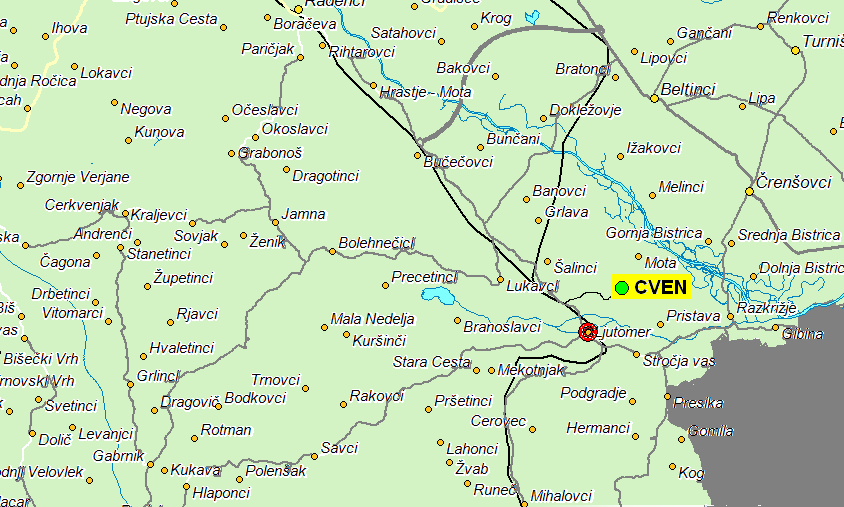 Radenci
Ptujska Cesta
Boračeva
Krog
Renkovci
Ihova
Satahovci
Gančani
Paričjak
Rihtarovci
Turniš
Lipovci
Bakovci
Bratonci
Lokavci
dnja Ročica
Hrastje - Mota
Beltinci
Lipa
Negova
Očeslavci
Dokležovje
Kunova
Okoslavci
Bunčani
Ižakovci
Grabonoš
Bučečovci
Zgornje Verjane
Dragotinci
Melinci
Črenšovci
Banovci
Cerkvenjak
Kraljevci
Jamna
Grlava
Andrenci
Sovjak
Ženik
Bolehnečici
Gornja Bistrica
Srednja Bistrica
Stanetinci
Čagona
Šalinci
Mota
Dolnja Bistric
Župetinci
Precetinci
Lukavci
CVEN
Drbetinci
Vitomarci
Rjavci
Mala Nedelja
Branoslavci
Pristava
Razkrižje
Kuršinči
Ljutomer
Gibina
Bišečki Vrh
Hvaletinci
Stara Cesta
Mekotnjak
Stročja vas
Grlinci
Trnovci
rnovski Vrh
Svetinci
Dragovič
Bodkovci
Rakovci
Pršetinci
Podgradje
Presika
Cerovec
Dolič
Levanjci
Rotman
Hermanci
Gomila
Gabrnik
Savci
Lahonci
Kukava
Polenšak
Žvab
Kog
Velovlek
Hlaponci
Runeč
Mihalovci